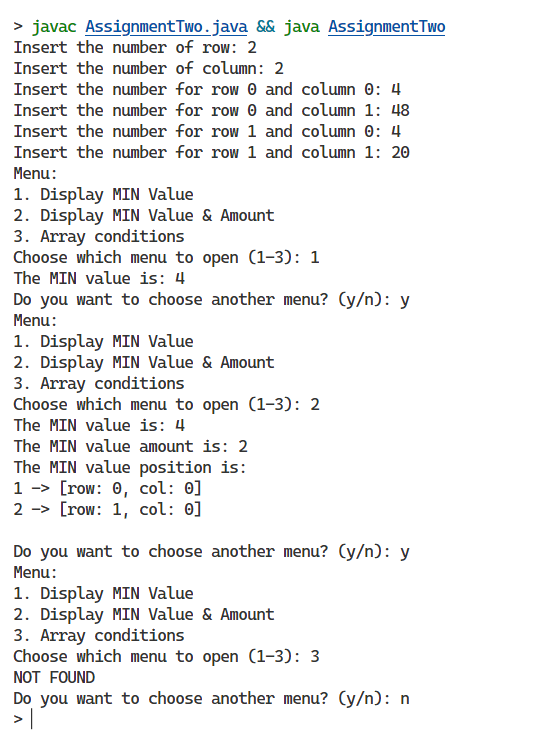 > javac AssignmentTwo.java && java AssignmentTwo
Insert the number of row: 2
Insert the number of column: 2
Insert the number for row 0 and column 0: 4
Insert the number for row 0 and column 1: 48
Insert the number for row 1 and column 0: 4
Insert the number for row 1 and column 1: 20
Menu:
1. Display MIN Value
2. Display MIN Value & Amount
3. Array conditions
Choose which menu to open (1-3): 1
The MIN value is: 4
Do you want to choose another menu? (y/n): y
Menu:
1. Display MIN Value
2. Display MIN Value & Amount
3. Array conditions
Choose which menu to open (1-3): 2
The MIN value is: 4
The MIN value amount is: 2
The MIN value position is:
1 -> [row: 0, col: 0]
2 -> [row: 1, col: 0]

Do you want to choose another menu? (y/n): y
Menu:
1. Display MIN Value
2. Display MIN Value & Amount
3. Array conditions
Choose which menu to open (1-3): 3
NOT FOUND
Do you want to choose another menu? (y/n): n
>